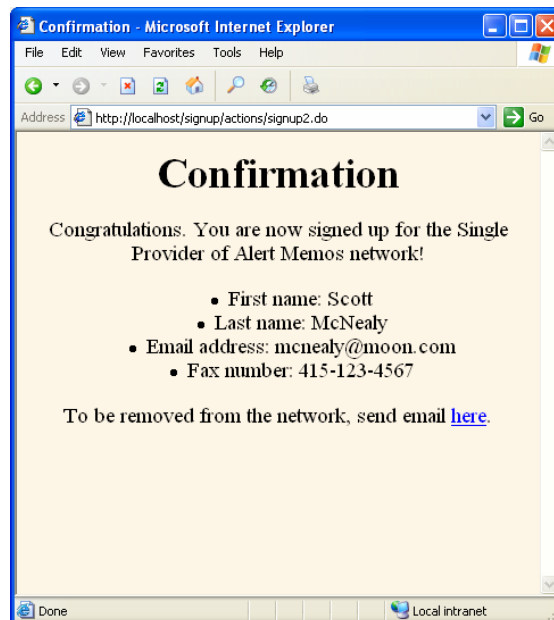 Confirmation - Microsoft Internet Explorer
File Edit View Favorites Tools Help
Address http://localhost/signup/actions/signup2.do Go
Confirmation
Congratulations. You are now signed up for the Single
Provider of Alert Memos network!
• First name: Scott
• Last name: McNealy
• Email address: mcnealy@moon.com
• Fax number: 415-123-4567
To be removed from the network, send email here.
Done Local intranet